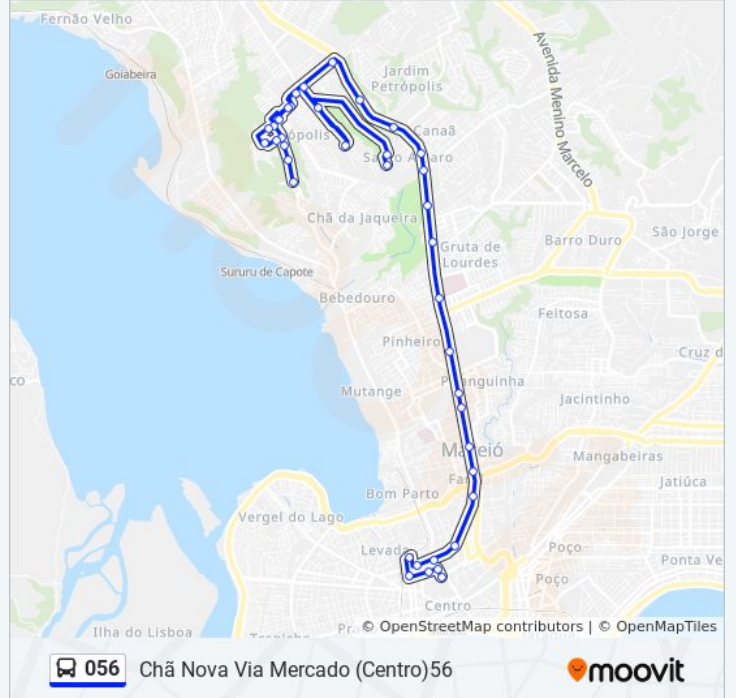 Fernão Velho
Goiabeira
Jardim
Petrópolis
Avenida Menino Marcelo
Canaã
Chã da Jaqueira
São Jorge
Barro Duro
Gruta de
Lourdes
Sururu de Capote
Bebedouro
Feitosa
Pinheiro
Cruz d
co
Mutange
Jacintinho
Maceió
Mangabeiras
Bom Parto
Jatiúca
Vergel do Lago
Levada
Poço
Ponta Ve
Poço
Centro
© OpenStreetMap contributors | © OpenMapTiles
Ilha do Lisboa
056 Chã Nova Via Mercado (Centro)56
moovit